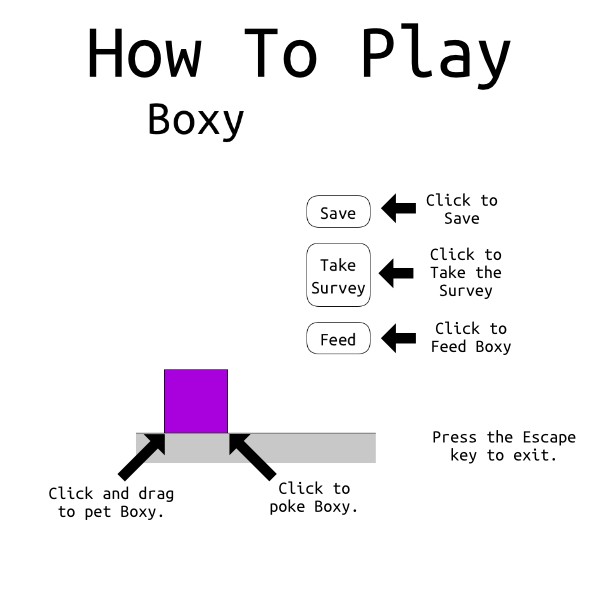 How To Play
Boxy
Save
Click to
Save
Take
Survey
Click to
Take the
Survey
Feed
Click to
Feed Boxy
Press the Escape
key to exit.
Click and drag
to pet Boxy.
Click to
poke Boxy.